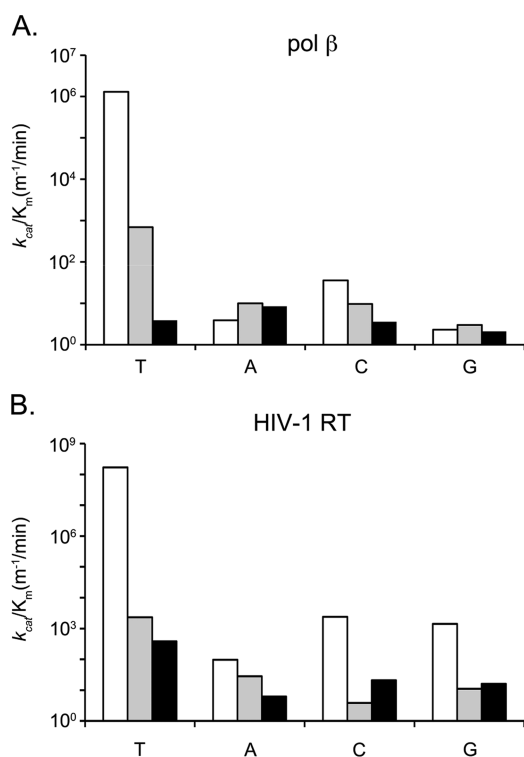 A.
pol β
10⁷
10⁶
10⁴
10²
10⁰
kcat/Km(m⁻¹/min)
T A C G
B.
HIV-1 RT
10⁹
10⁶
10³
10⁰
kcat/Km(m⁻¹/min)
T A C G